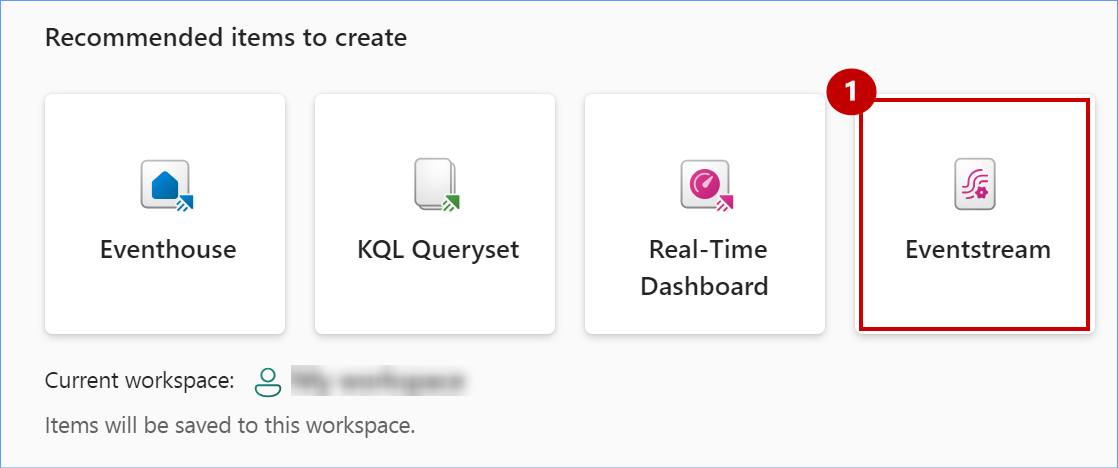 Recommended items to create
1
Eventhouse
KQL Queryset
Real-Time
Dashboard
Eventstream
Current workspace:
Items will be saved to this workspace.